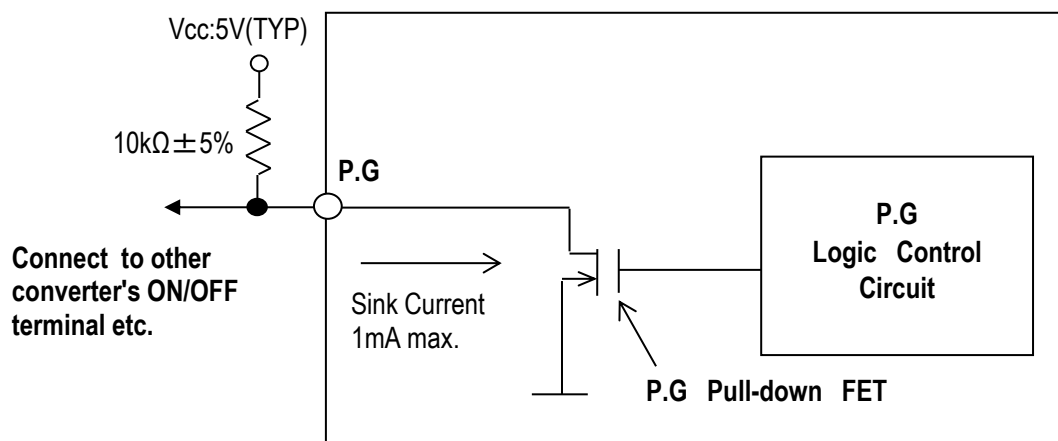 Vcc:5V(TYP)
10kΩ±5%
P.G
Connect to other
converter's ON/OFF
terminal etc.
Sink Current
1mA max.
P.G
Logic Control
Circuit
P.G Pull-down FET